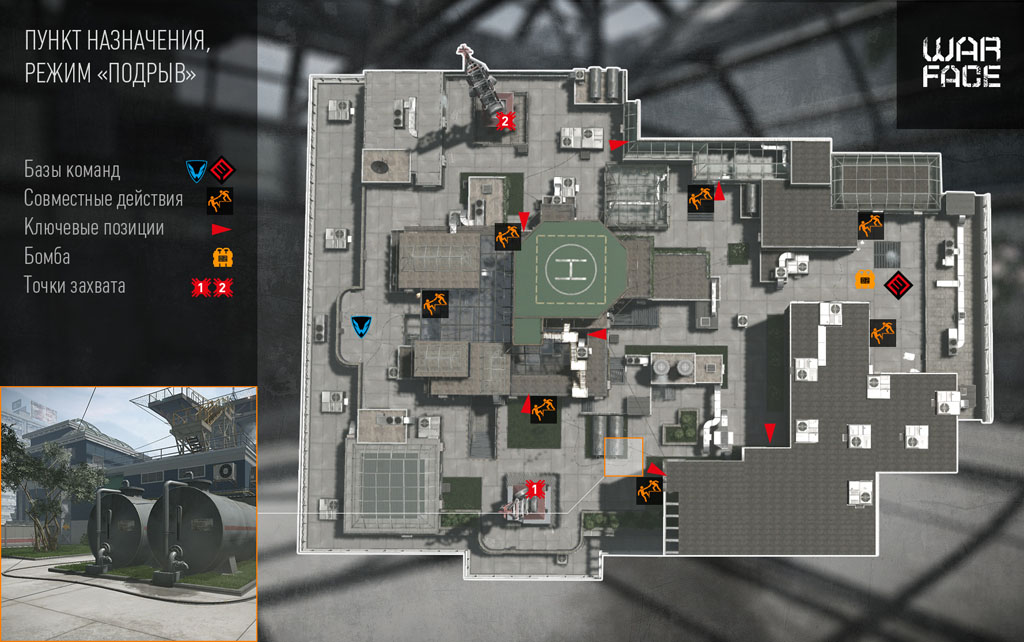 ПУНКТ НАЗНАЧЕНИЯ,
РЕЖИМ «ПОДРЫВ»
WAR
FACE
Базы команд
Совместные действия
Ключевые позиции
Бомба
Точки захвата
1 2
2
H
1